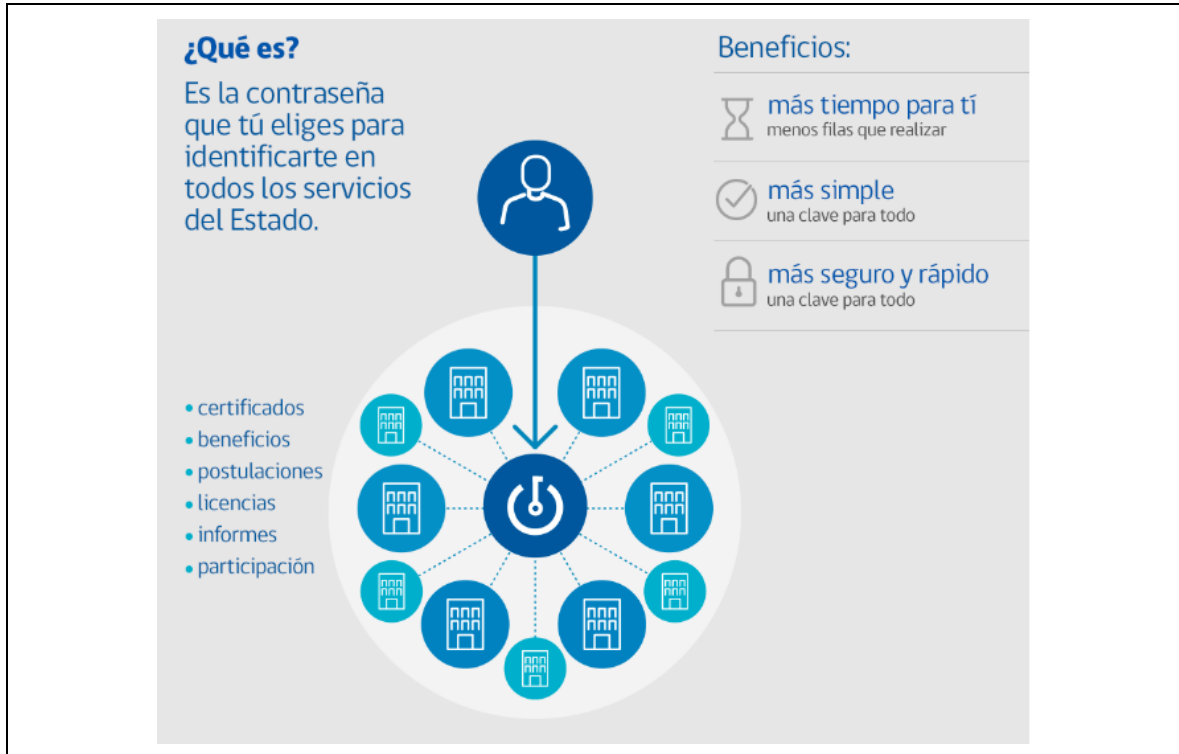 ¿Qué es?
Es la contraseña
que tú eliges para
identificarte en
todos los servicios
del Estado.
Beneficios:
más tiempo para tí
menos filas que realizar
más simple
una clave para todo
más seguro y rápido
una clave para todo
• certificados
• beneficios
• postulaciones
• licencias
• informes
• participación